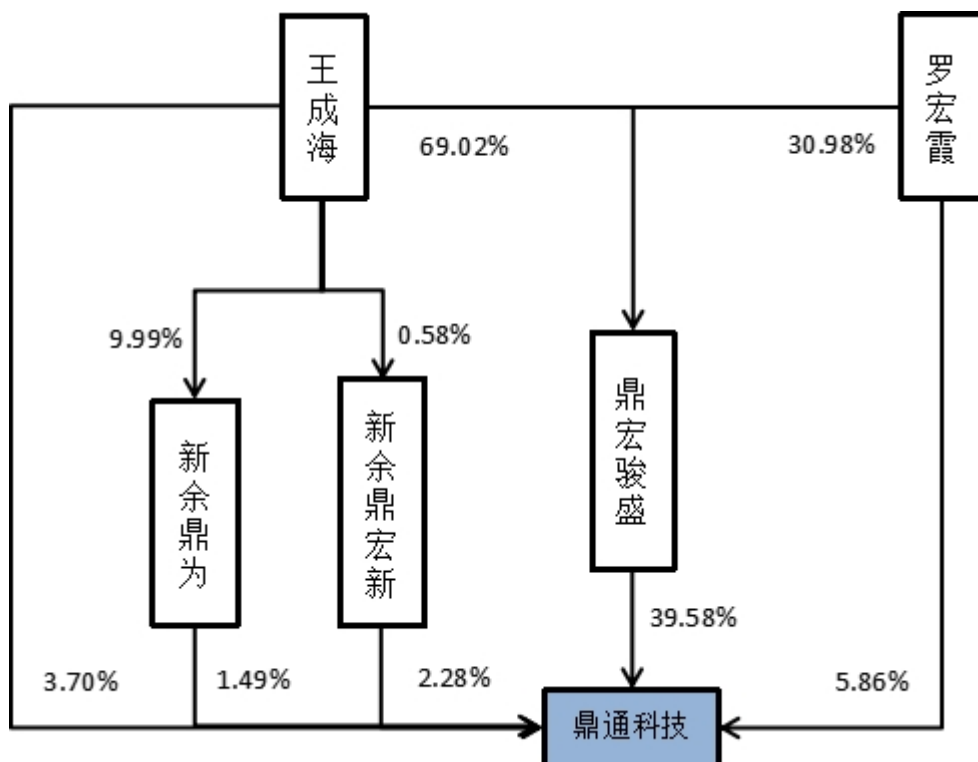 王成海
罗宏霞
69.02%
30.98%
9.99%
0.58%
新余鼎为
新余鼎宏新
鼎宏骏盛
39.58%
3.70%
1.49%
2.28%
5.86%
鼎通科技